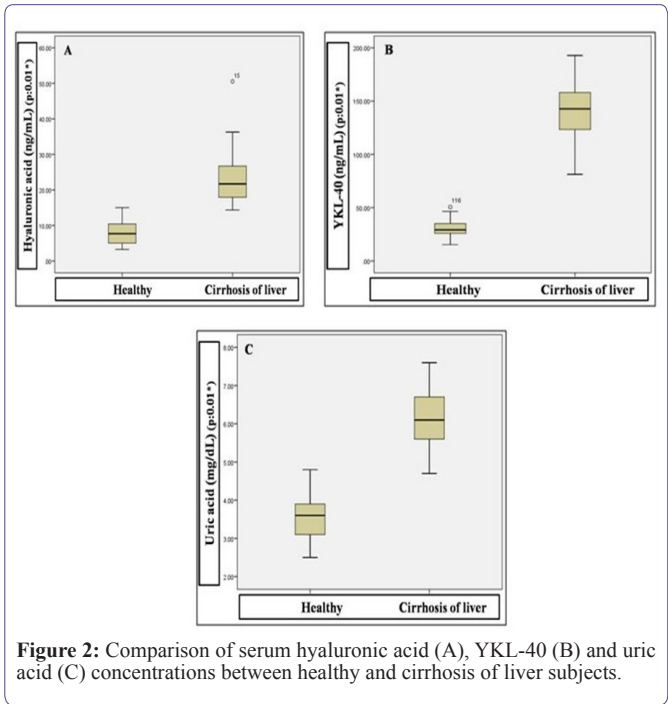 A
Hyaluronic acid (ng/mL) (p:0.01*)
60.00
50.00
40.00
30.00
20.00
10.00
.00
15
Healthy
Cirrhosis of liver
B
YKL-40 (ng/mL) (p:0.01*)
200.00
150.00
100.00
50.00
.00
116
Healthy
Cirrhosis of liver
C
Uric acid (mg/dL) (p:0.01*)
8.00
7.00
6.00
5.00
4.00
3.00
2.00
Healthy
Cirrhosis of liver
Figure 2: Comparison of serum hyaluronic acid (A), YKL-40 (B) and uric
acid (C) concentrations between healthy and cirrhosis of liver subjects.